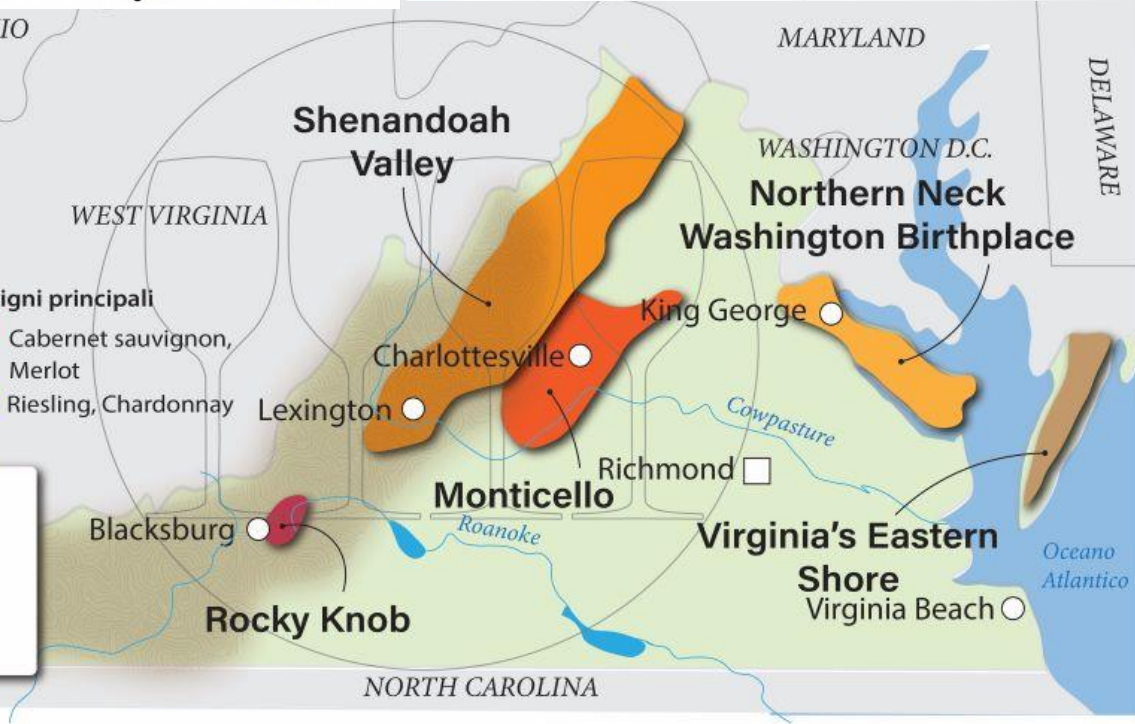 IO
MARYLAND
DELAWARE
Shenandoah
Valley
WASHINGTON D.C.
Northern Neck
Washington Birthplace
WEST VIRGINIA
igni principali
Cabernet sauvignon,
Merlot
Riesling, Chardonnay
King George
Charlottesville
Lexington
Cowpasture
Richmond
Monticello
Blacksburg
Roanoke
Virginia's Eastern
Shore
Oceano
Atlantico
Virginia Beach
Rocky Knob
NORTH CAROLINA